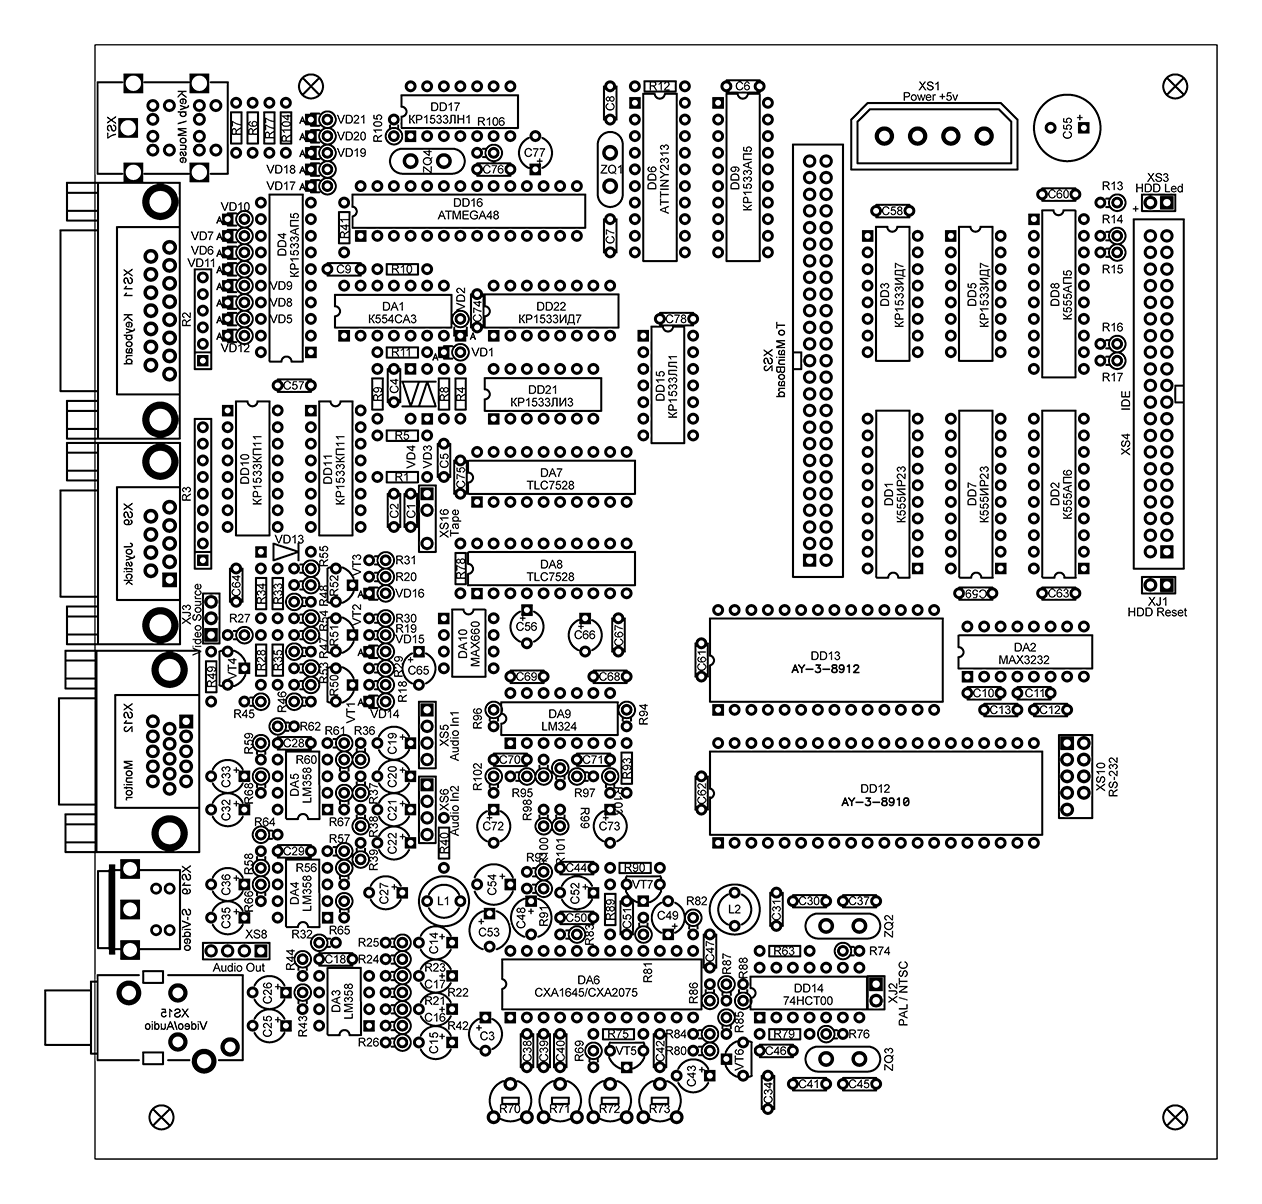 XS7
Keyb1 Mouse
R7
R6
R77
R104
A
VD21
A
VD20
A
VD19
VD18
A
VD17
A
R105
DD17
КР1533ЛН1
R106
ZQ4
C76
C77
+
C8
ZQ1
C7
R12
DD6
ATTINY2313
C6
DD9
КР1533АП5
XS1
Power +5v
C55
+
XS3
HDD Led
+
R13
R14
R15
C60
DD8
К555АП5
C58
DD3
КР1533ИД7
DD5
КР1533ИД7
XS2
To MainBoard
R16
R17
IDE
XS4
DD16
ATMEGA48
R41
DD4
КР1533АП5
VD10
VD7
VD6
VD11
VD9
VD8
VD5
VD12
XS11
Keyboard
R2
C9
R10
DA1
К554СА3
VD2
C74
DD22
КР1533ИД7
VD1
A
C78
DD15
КР1533ЛЛ1
R11
R9
C4
R8
R4
DD21
КР1533ЛИ3
C57
DD10
КР1533КП11
DD11
КР1533КП11
R5
R1
VD4
VD3
C5
C75
DA7
TLC7528
XS9
Joystick
R3
C2
C1
XS16
Tape
DD1
К555ИР23
DD7
К555ИР23
DD2
К555АП6
C59
C63
XJ1
HDD Reset
VD13
R55
C64
R34
R33
R52
R48
VT3
R31
R20
VD16
R78
DA8
TLC7528
XJ3
Video Source
R27
R54
R51
R47
VT2
R30
R19
VD15
DA10
MAX660
C56
+
C66
+
C67
C61
DD13
AY-3-8912
DA2
MAX3232
C10
C11
C13
C12
R49
VT4
R28
R35
R53
R50
R29
R18
C65
+
VD14
VT1
R45
R46
C69
C68
R96
DA9
LM324
R94
XS12
Monitor
R62
R59
C28
R60
R61
R36
C19
+
XS5
Audio In1
C33
+
C32
+
R68
DA5
LM358
R37
C20
+
C21
+
C22
+
XS6
Audio In2
R67
R38
R39
R40
C70
R102
R95
C71
R97
R93
R103
R98
R99
C72
+
C73
+
R100
R101
C62
DD12
AY-3-8910
XS10
RS-232
R64
R57
R58
C29
R56
C36
+
C35
+
R66
DA4
LM358
R65
C27
+
L1
XS19
S-Video
XS8
Audio Out
R32
R25
R24
C14
+
C54
+
C53
+
C48
+
R92
R91
C44
C52
+
C50
R83
R89
C51
R90
VT7
C49
+
R82
L2
C31
C30
C37
ZQ2
R74
C47
R44
C18
DA3
LM358
R43
R26
R23
C17
+
R22
R21
C16
+
R42
C15
+
C3
+
C26
+
C25
+
XS15
Video/Audio
DA6
CXA1645/CXA2075
R81
R86
R87
R88
R85
R84
R80
R63
DD14
74HCT00
XJ2
PAL / NTSC
R79
R76
C46
ZQ3
C41
C45
C34
C38
C39
C40
R69
R75
VT5
C42
C43
+
VT6
R70
R71
R72
R73